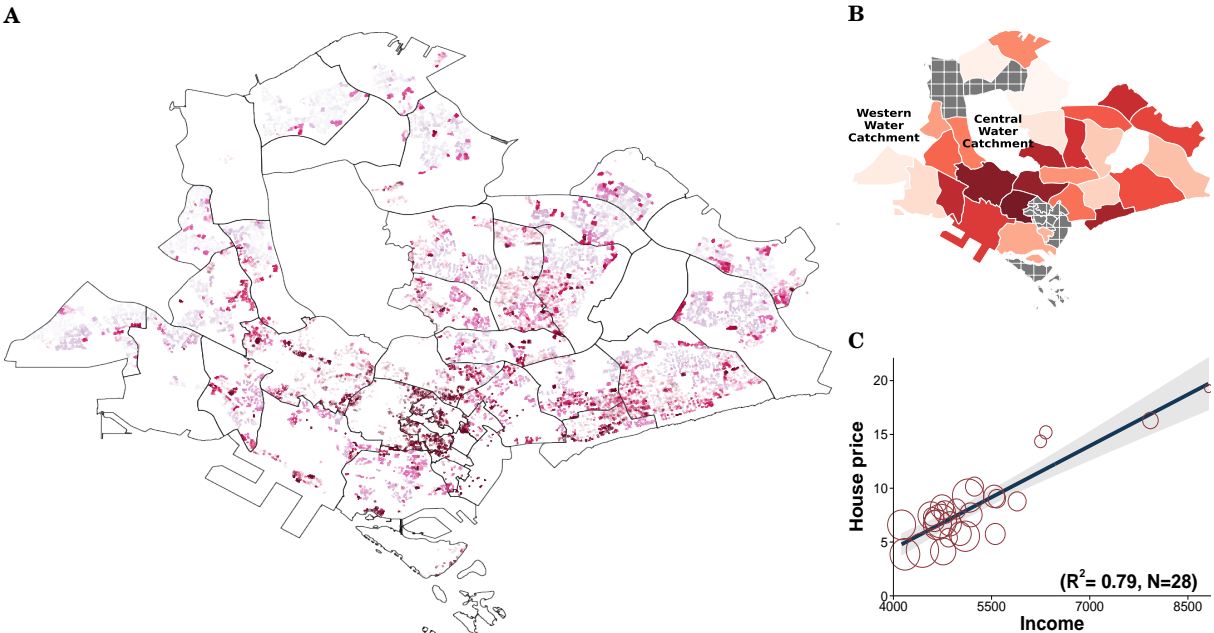 A
B
Western
Water
Catchment
Central
Water
Catchment
C
House price
20
15
10
5
0
4000
5500
7000
8500
Income
(R²= 0.79, N=28)